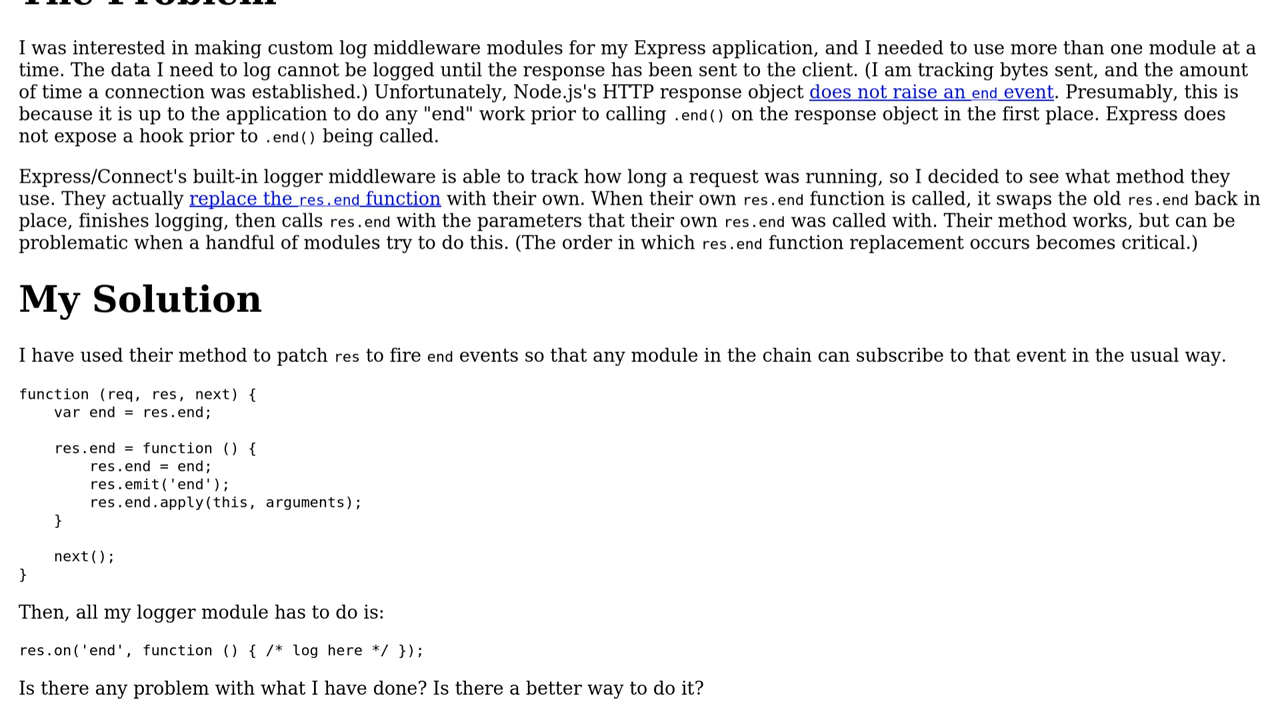 The Problem
I was interested in making custom log middleware modules for my Express application, and I needed to use more than one module at a
time. The data I need to log cannot be logged until the response has been sent to the client. (I am tracking bytes sent, and the amount
of time a connection was established.) Unfortunately, Node.js's HTTP response object does not raise an end event. Presumably, this is
because it is up to the application to do any "end" work prior to calling .end() on the response object in the first place. Express does
not expose a hook prior to .end() being called.
Express/Connect's built-in logger middleware is able to track how long a request was running, so I decided to see what method they
use. They actually replace the res.end function with their own. When their own res.end function is called, it swaps the old res.end back in
place, finishes logging, then calls res.end with the parameters that their own res.end was called with. Their method works, but can be
problematic when a handful of modules try to do this. (The order in which res.end function replacement occurs becomes critical.)
My Solution
I have used their method to patch res to fire end events so that any module in the chain can subscribe to that event in the usual way.
function (req, res, next) {
    var end = res.end;
    res.end = function () {
        res.end = end;
        res.emit('end');
        res.end.apply(this, arguments);
    }
    next();
}
Then, all my logger module has to do is:
res.on('end', function () { /* log here */ });
Is there any problem with what I have done? Is there a better way to do it?